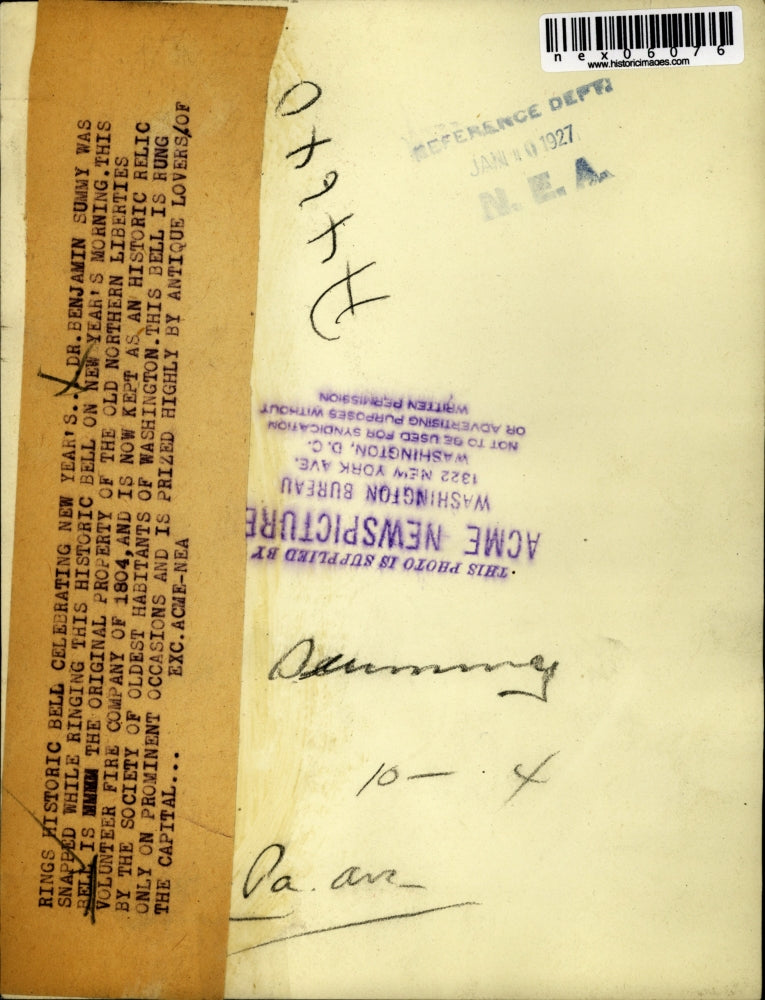 RINGS HISTORIC BELL CELEBRATING NEW YEAR'S...DR.BENJAMIN SUMMY WAS
SNAPPED WHILE RINGING THIS HISTORIC BELL ON NEW YEAR'S MORNING.THIS
BELL IS THE ORIGINAL PROPERTY OF THE OLD NORTHERN LIBERTIES
VOLUNTEER FIRE COMPANY OF 1804,AND IS NOW KEPT AS AN HISTORIC RELIC
BY THE SOCIETY OF OLDEST HABITANTS OF WASHINGTON.THIS BELL IS RUNG
ONLY ON PROMINENT OCCASIONS AND IS PRIZED HIGHLY BY ANTIQUE LOVERS/OF
THE CAPITAL... EXC.ACME-NEA
nex06076
www.historicimages.com
REFERENCE DEPT.
JAN 10 1927
N.E.A.
THIS PHOTO IS SUPPLIED BY
ACME NEWSPICTURE
WASHINGTON BUREAU
1322 NEW YORK AVE.
WASHINGTON, D. C.
NOT TO BE USED FOR SYNDICATION
OR ADVERTISING PURPOSES WITHOUT
WRITTEN PERMISSION
10 — 4
Pa. ave